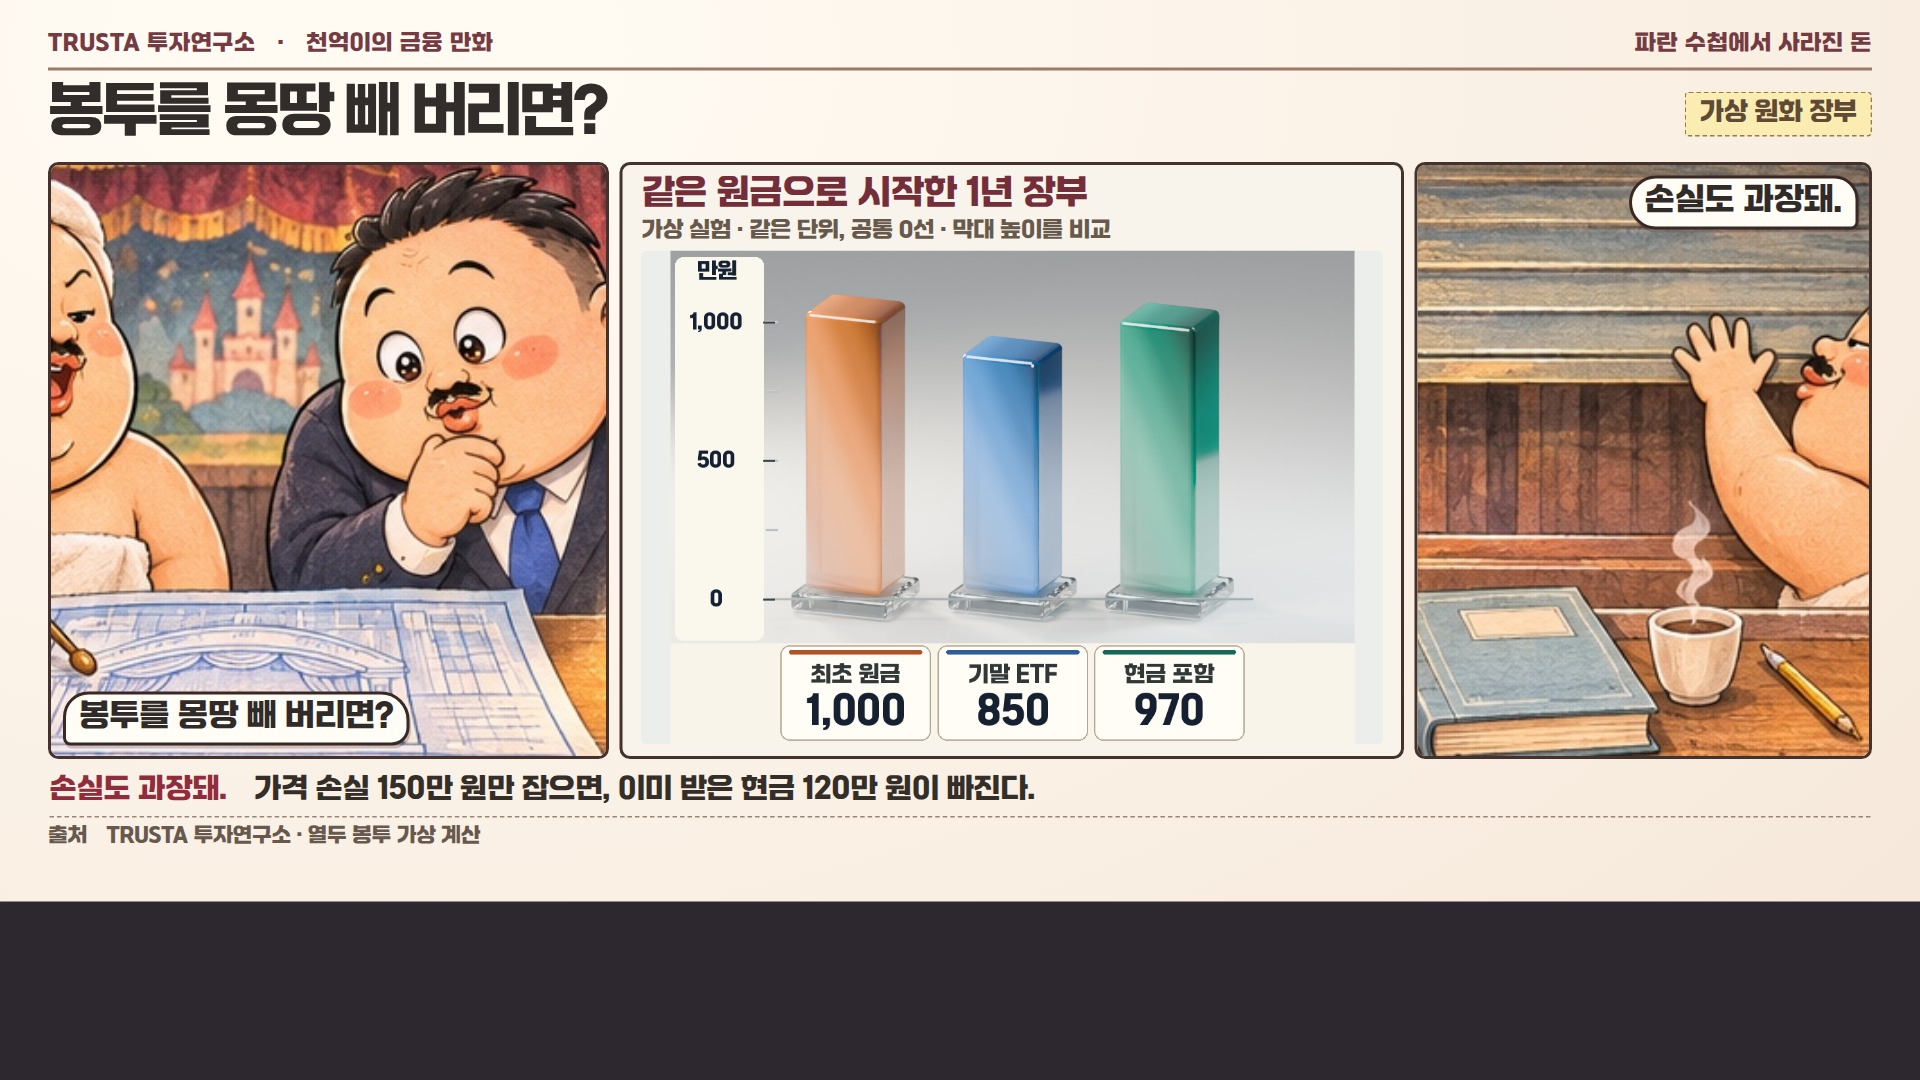 TRUSTA 투자연구소 · 천억이의 금융 만화
파란 수첩에서 사라진 돈
봉투를 몽땅 빼 버리면?
가상 원화 장부
봉투를 몽땅 빼 버리면?
같은 원금으로 시작한 1년 장부
가상 실험 · 같은 단위, 공통 0선 · 막대 높이를 비교
만원
1,000
500
0
최초 원금
1,000
기말 ETF
850
현금 포함
970
손실도 과장돼.
손실도 과장돼. 가격 손실 150만 원만 잡으면, 이미 받은 현금 120만 원이 빠진다.
출처 TRUSTA 투자연구소 · 열두 봉투 가상 계산